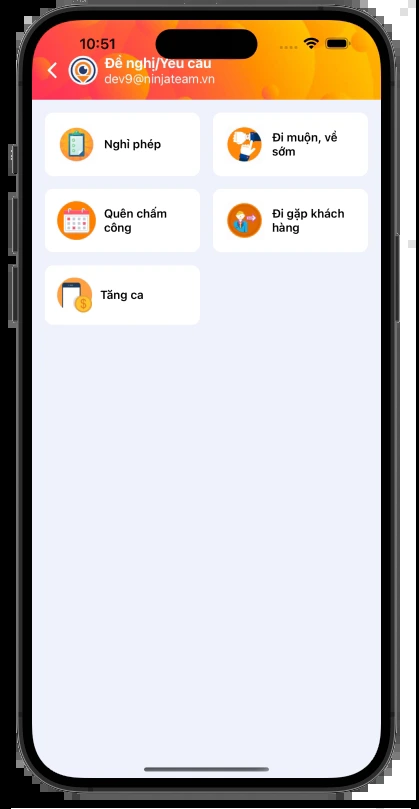 10:51
Đề nghị/Yêu cầu
dev9@ninjateam.vn
Nghỉ phép
Đi muộn, về
sớm
Quên chấm
công
Đi gặp khách
hàng
Tăng ca